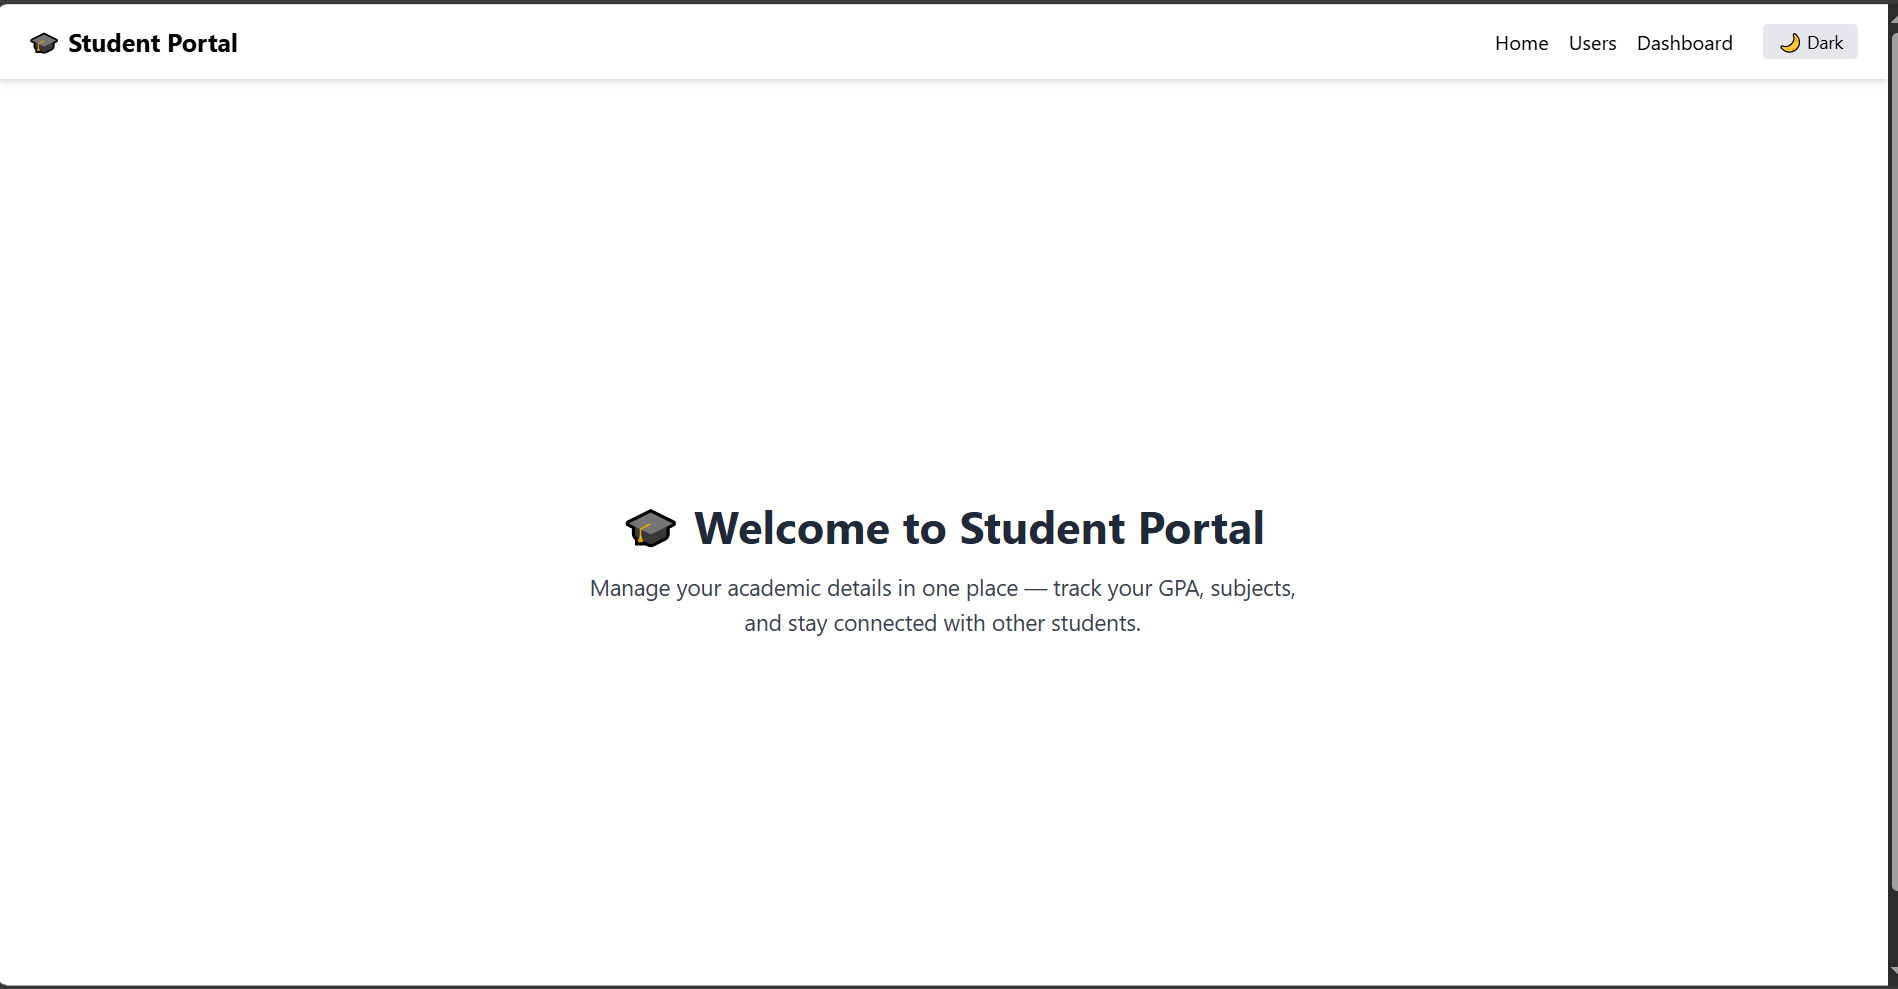 🎓 Student Portal
Home Users Dashboard 🌙 Dark
🎓 Welcome to Student Portal
Manage your academic details in one place — track your GPA, subjects,
and stay connected with other students.